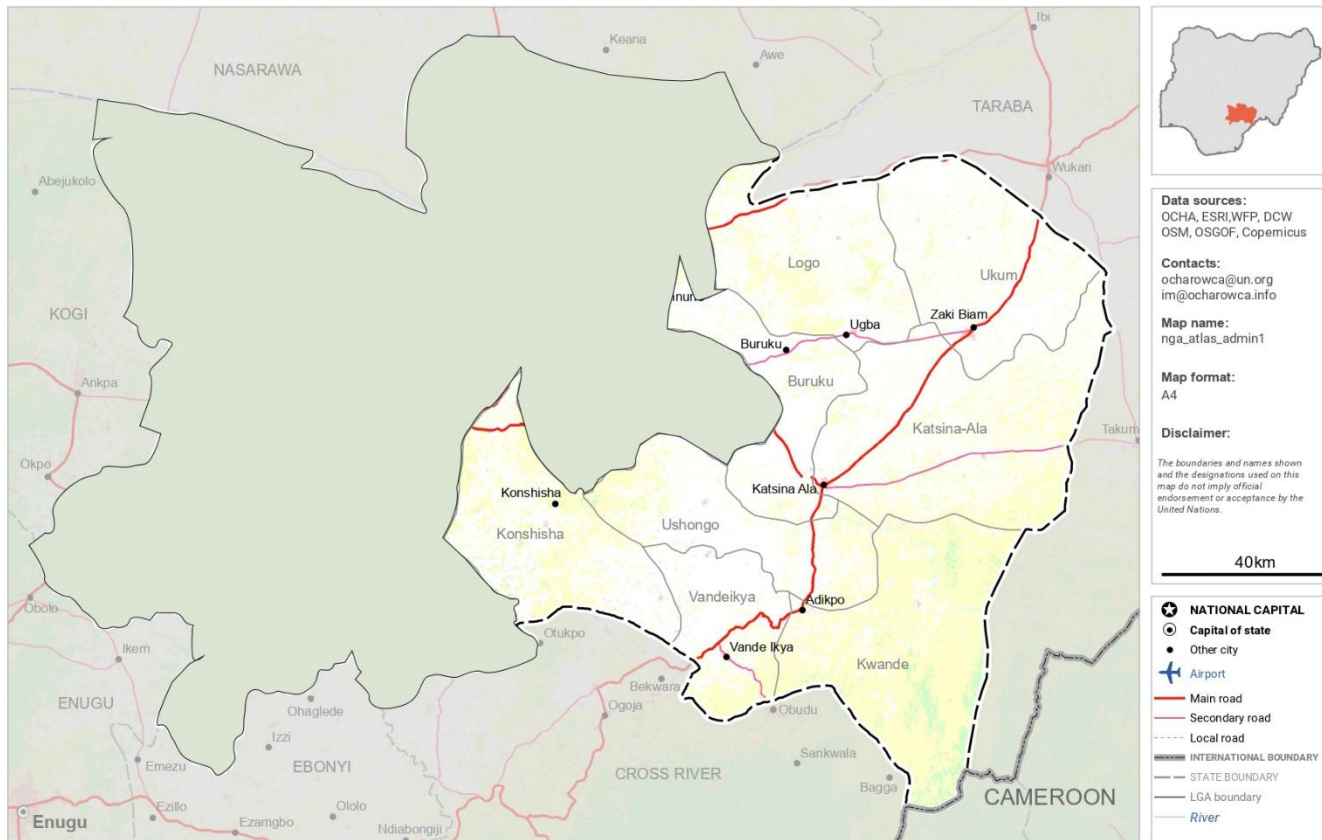 Keana
Ibi
Awe
NASARAWA
TARABA
Abejukolo
Wukari
Logo
Ukum
KOGI
Ugba
Zaki Biam
Buruku
Buruku
Ankpa
Katsina-Ala
Takum
Okpo
Katsina Ala
Konshisha
Ushongo
Konshisha
Vandeikya
Adikpo
Obolo
Otukpo
Ikem
Vande Ikya
Kwande
Bekwara
ENUGU
Ohaglede
Ogoja
Obudu
Izzi
Sankwala
Emezu
EBONYI
CROSS RIVER
Bagga
CAMEROON
Enugu
Ezillo
Ololo
Ezamgbo
Ndiabongiji
Data sources:
OCHA, ESRI,WFP, DCW
OSM, OSGOF, Copernicus
Contacts:
ocharowca@un.org
im@ocharowca.info
Map name:
nga_atlas_admin1
Map format:
A4
Disclaimer:
The boundaries and names shown
and the designations used on this
map do not imply official
endorsement or acceptance by the
United Nations.
40km
NATIONAL CAPITAL
Capital of state
Other city
Airport
Main road
Secondary road
Local road
INTERNATIONAL BOUNDARY
STATE BOUNDARY
LGA boundary
River